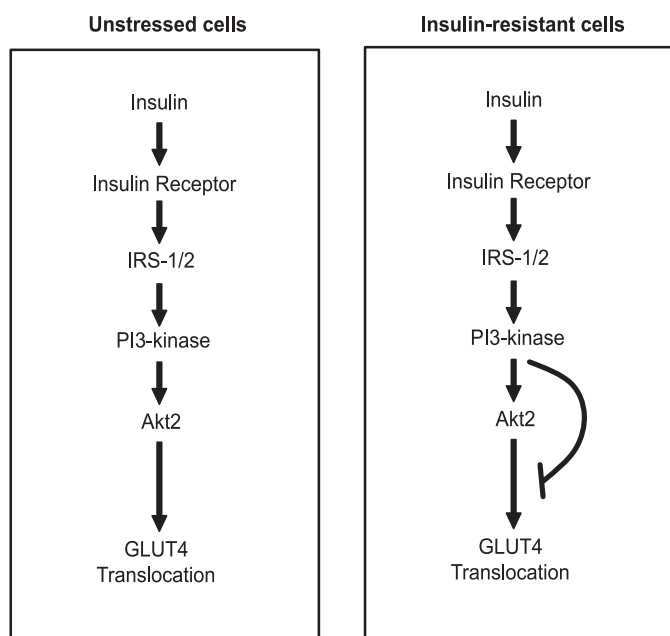 Unstressed cells
Insulin
Insulin Receptor
IRS-1/2
PI3-kinase
Akt2
GLUT4
Translocation
Insulin-resistant cells
Insulin
Insulin Receptor
IRS-1/2
PI3-kinase
Akt2
GLUT4
Translocation